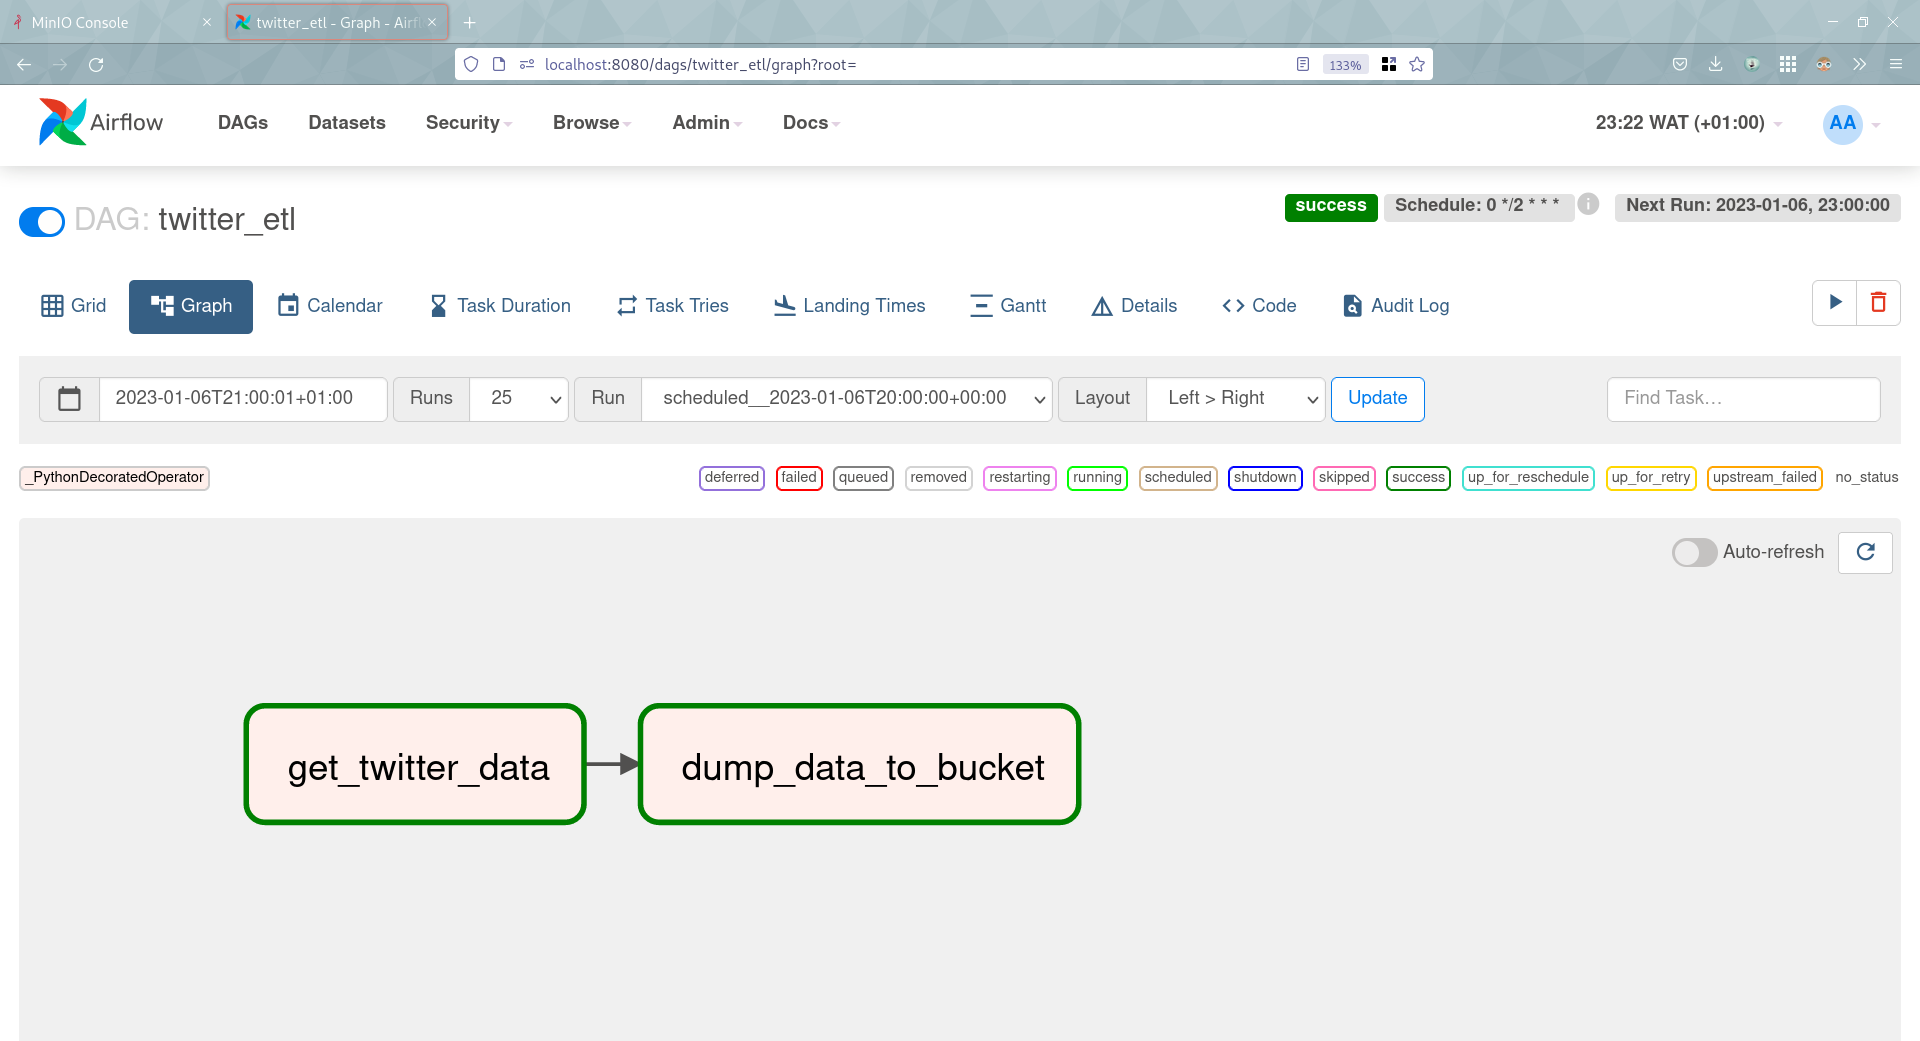 MinIO Console
twitter_etl - Graph - Airfl
localhost:8080/dags/twitter_etl/graph?root=
133%
Airflow
DAGs
Datasets
Security
Browse
Admin
Docs
23:22 WAT (+01:00)
AA
DAG: twitter_etl
success
Schedule: 0 */2 * * *
i
Next Run: 2023-01-06, 23:00:00
Grid
Graph
Calendar
Task Duration
Task Tries
Landing Times
Gantt
Details
Code
Audit Log
2023-01-06T21:00:01+01:00
Runs
25
Run
scheduled__2023-01-06T20:00:00+00:00
Layout
Left > Right
Update
Find Task…
_PythonDecoratedOperator
deferred
failed
queued
removed
restarting
running
scheduled
shutdown
skipped
success
up_for_reschedule
up_for_retry
upstream_failed
no_status
Auto-refresh
get_twitter_data
dump_data_to_bucket